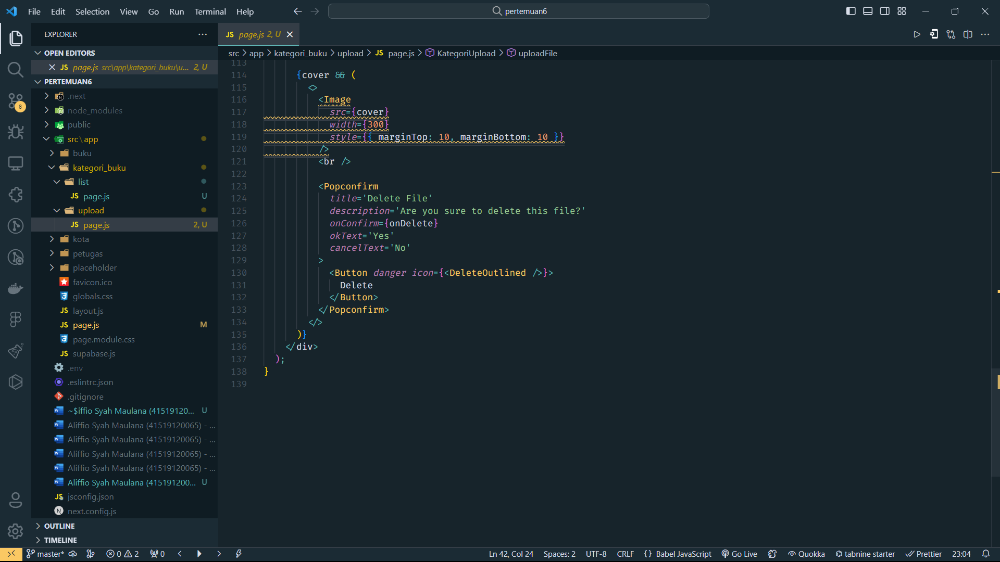 File Edit Selection View Go Run Terminal Help
pertemuan6
EXPLORER
OPEN EDITORS
JS page.js src\app\kategori_buku\u... 2, U
PERTEMUAN6
.next
node_modules
public
src\app
buku
kategori_buku
list
JS page.js U
upload
JS page.js 2, U
kota
petugas
placeholder
favicon.ico
globals.css
JS layout.js
JS page.js M
page.module.css
JS supabase.js
.env
.eslintrc.json
.gitignore
~$iffio Syah Maulana (41519120... U
Aliffio Syah Maulana (41519120065) - ...
Aliffio Syah Maulana (41519120065) - ...
Aliffio Syah Maulana (41519120065) - ...
Aliffio Syah Maulana (41519120065) - ...
Aliffio Syah Maulana (415191200... U
JS jsconfig.json
N next.config.js
OUTLINE
TIMELINE
8
JS page.js 2, U
src > app > kategori_buku > upload > JS page.js > KategoriUpload > uploadFile
113
114 {cover && (
115 <>
116 <Image
117 src={cover}
118 width={300}
119 style={{ marginTop: 10, marginBottom: 10 }}
120 />
121 <br />
122
123 <Popconfirm
124 title='Delete File'
125 description='Are you sure to delete this file?'
126 onConfirm={onDelete}
127 okText='Yes'
128 cancelText='No'
129 >
130 <Button danger icon={<DeleteOutlined />}>
131 Delete
132 </Button>
133 </Popconfirm>
134 </>
135 )}
136 </div>
137 );
138 }
139
master* 0 2 0 Ln 42, Col 24 Spaces: 2 UTF-8 CRLF {} Babel JavaScript Go Live Quokka tabnine starter Prettier 23:04